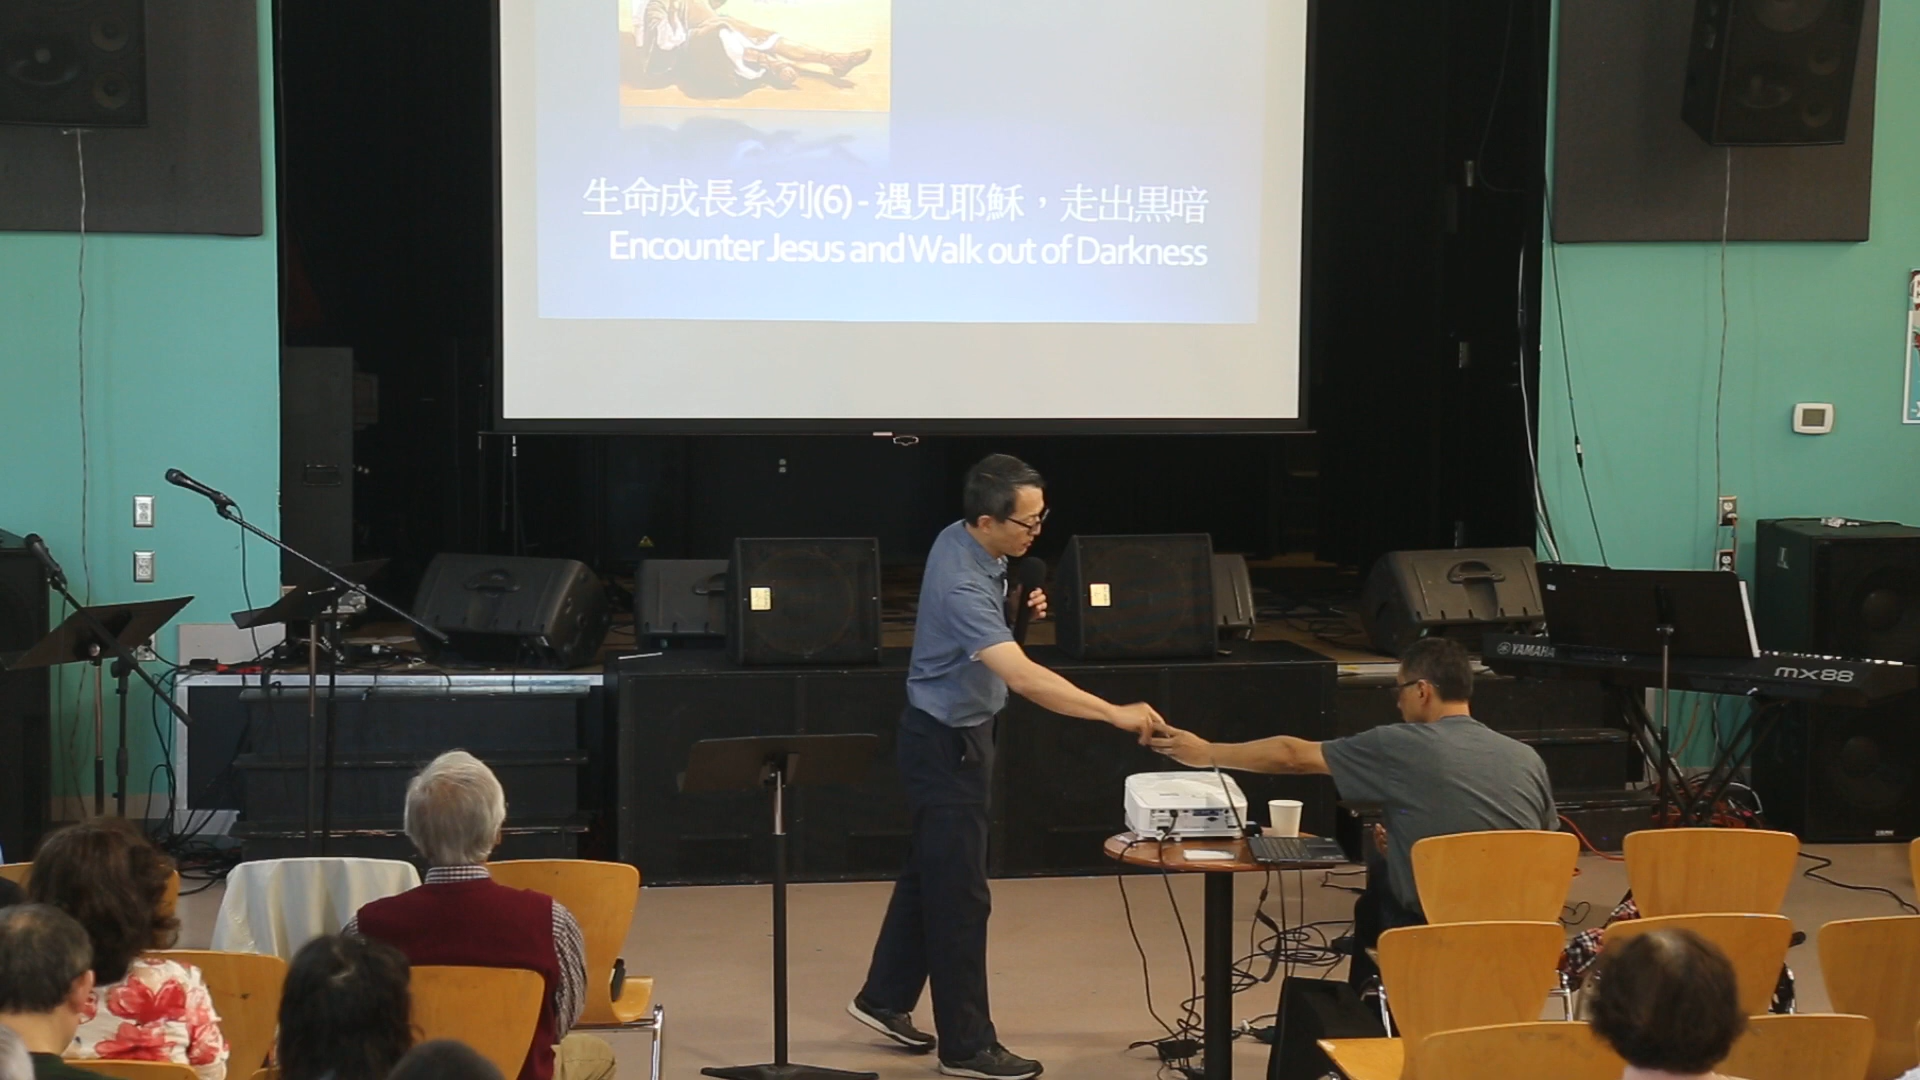 生命成長系列(6) - 遇見耶穌，走出黑暗
Encounter Jesus and Walk out of Darkness
YAMAHA
MX88